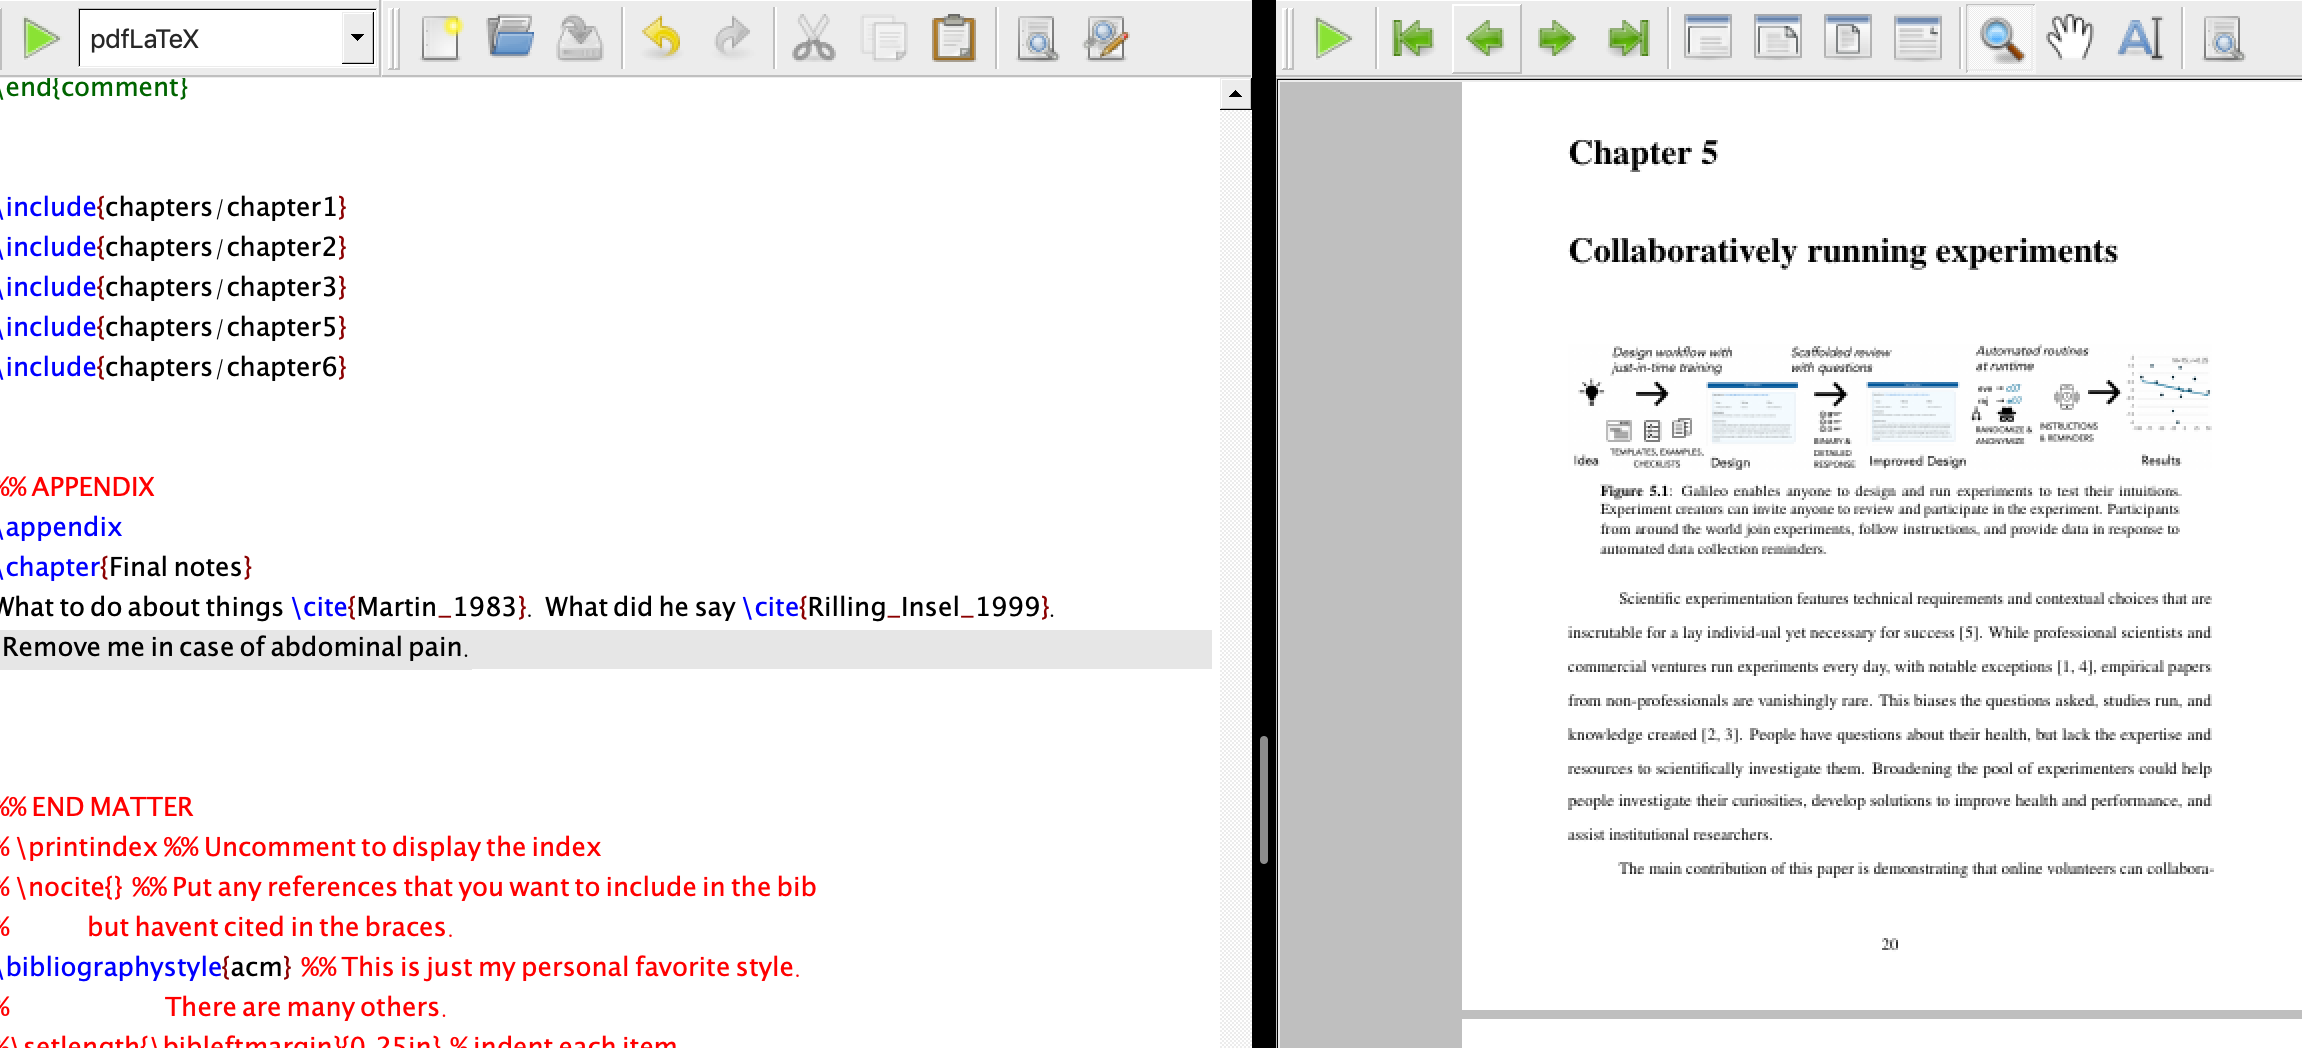 pdfLaTeX
\end{comment}
\include{chapters/chapter1}
\include{chapters/chapter2}
\include{chapters/chapter3}
\include{chapters/chapter5}
\include{chapters/chapter6}
%% APPENDIX
\appendix
\chapter{Final notes}
What to do about things \cite{Martin_1983}.  What did he say \cite{Rilling_Insel_1999}.
Remove me in case of abdominal pain.
%% END MATTER
% \printindex %% Uncomment to display the index
% \nocite{} %% Put any references that you want to include in the bib
% but havent cited in the braces.
\bibliographystyle{acm} %% This is just my personal favorite style.
% There are many others.
%\setlength{\bibleftmargin}{0.25in} % indent each item
Chapter 5
Collaboratively running experiments
Design workflow with
just-in-time training
Scaffolded review
with questions
Automated routines
at runtime
TEMPLATES, EXAMPLES,
CHECKLISTS
BINARY &
DETAILED
RESPONSE
RANDOMIZE &
ANONYMIZE
INSTRUCTIONS
& REMINDERS
Idea
Design
Improved Design
Results
Figure 5.1: Galileo enables anyone to design and run experiments to test their intuitions.
Experiment creators can invite anyone to review and participate in the experiment. Participants
from around the world join experiments, follow instructions, and provide data in response to
automated data collection reminders.
Scientific experimentation features technical requirements and contextual choices that are
inscrutable for a lay individ-ual yet necessary for success [5]. While professional scientists and
commercial ventures run experiments every day, with notable exceptions [1, 4], empirical papers
from non-professionals are vanishingly rare. This biases the questions asked, studies run, and
knowledge created [2, 3]. People have questions about their health, but lack the expertise and
resources to scientifically investigate them. Broadening the pool of experimenters could help
people investigate their curiosities, develop solutions to improve health and performance, and
assist institutional researchers.
The main contribution of this paper is demonstrating that online volunteers can collabora-
20